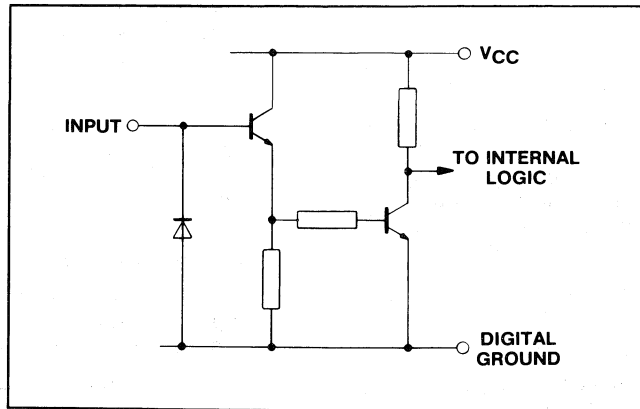 VCC
INPUT
TO INTERNAL
LOGIC
DIGITAL
GROUND